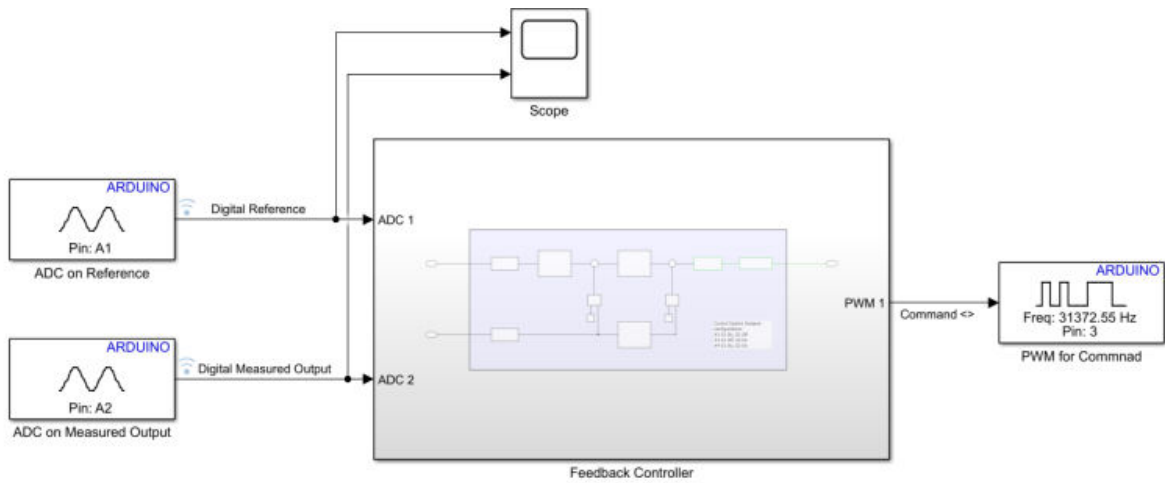 Scope
ARDUINO
Pin: A1
ADC on Reference
Digital Reference
ADC 1
ARDUINO
Pin: A2
ADC on Measured Output
Digital Measured Output
ADC 2
PWM 1
Feedback Controller
Command <>
ARDUINO
Freq: 31372.55 Hz
Pin: 3
PWM for Commnad